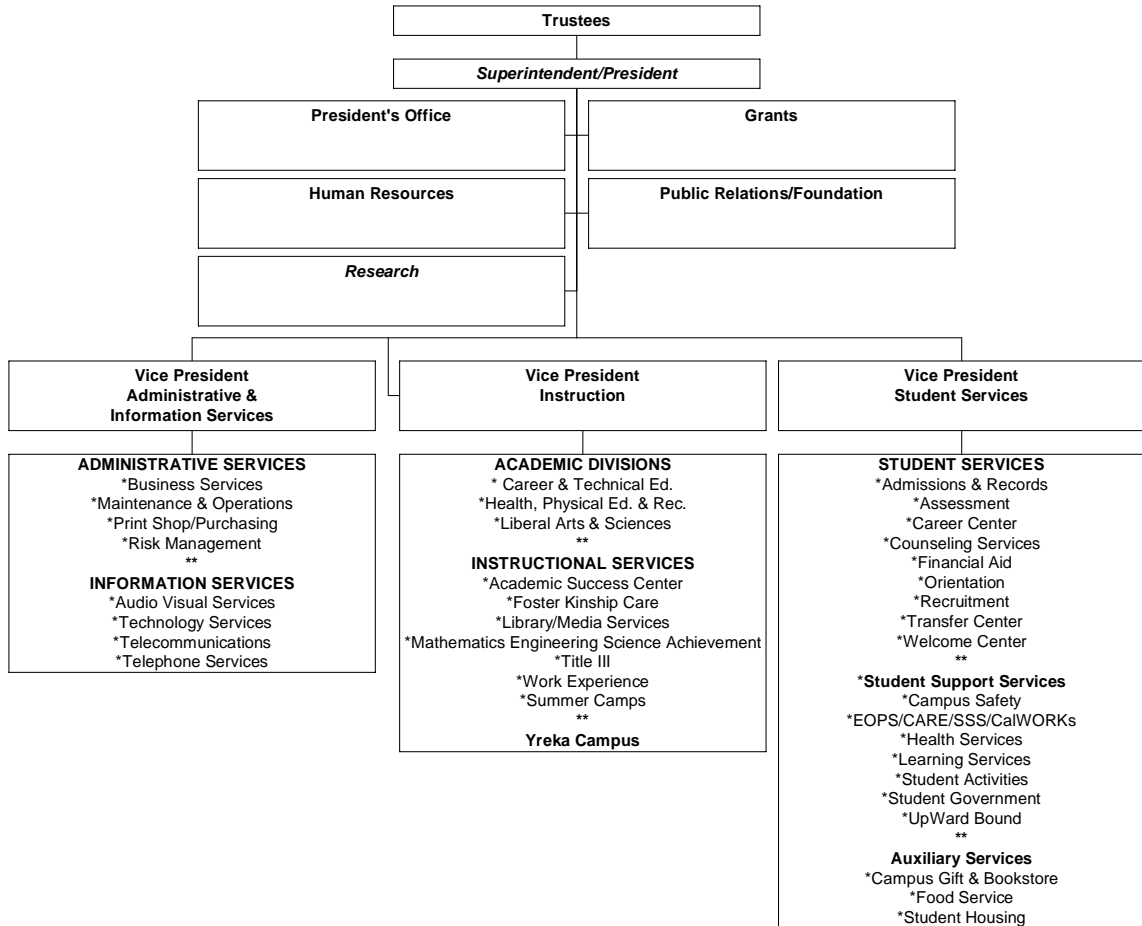 Trustees
Superintendent/President
President's Office
Grants
Human Resources
Public Relations/Foundation
Research
Vice President
Administrative &
Information Services
Vice President
Instruction
Vice President
Student Services
ADMINISTRATIVE SERVICES
*Business Services
*Maintenance & Operations
*Print Shop/Purchasing
*Risk Management
**
INFORMATION SERVICES
*Audio Visual Services
*Technology Services
*Telecommunications
*Telephone Services
ACADEMIC DIVISIONS
* Career & Technical Ed.
*Health, Physical Ed. & Rec.
*Liberal Arts & Sciences
**
INSTRUCTIONAL SERVICES
*Academic Success Center
*Foster Kinship Care
*Library/Media Services
*Mathematics Engineering Science Achievement
*Title III
*Work Experience
*Summer Camps
**
Yreka Campus
STUDENT SERVICES
*Admissions & Records
*Assessment
*Career Center
*Counseling Services
*Financial Aid
*Orientation
*Recruitment
*Transfer Center
*Welcome Center
**
*Student Support Services
*Campus Safety
*EOPS/CARE/SSS/CalWORKs
*Health Services
*Learning Services
*Student Activities
*Student Government
*UpWard Bound
**
Auxiliary Services
*Campus Gift & Bookstore
*Food Service
*Student Housing